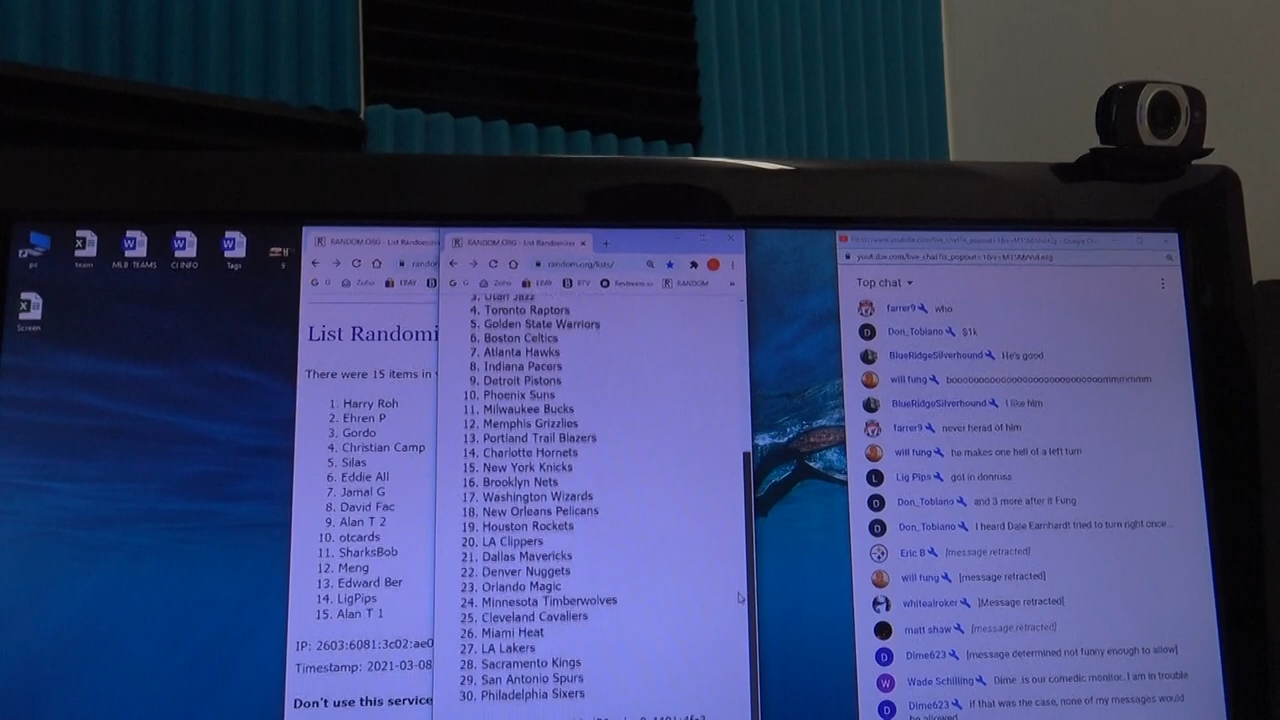 pc
team
MLB TEAMS
CI INFO
Tags
5
Screen
RANDOM.ORG - List Randomize
List Randomi
There were 15 items in
1. Harry Roh
2. Ehren P
3. Gordo
4. Christian Camp
5. Silas
6. Eddie All
7. Jamal G
8. David Fac
9. Alan T 2
10. otcards
11. SharksBob
12. Meng
13. Edward Ber
14. LigPips
15. Alan T 1
IP: 2603:6081:3c02:ae0
Timestamp: 2021-03-08
Don't use this service
RANDOM.ORG - List Randomize
random.org/lists/
G Zoho EBAY BTV Restream.io RANDOM
3. Utah Jazz
4. Toronto Raptors
5. Golden State Warriors
6. Boston Celtics
7. Atlanta Hawks
8. Indiana Pacers
9. Detroit Pistons
10. Phoenix Suns
11. Milwaukee Bucks
12. Memphis Grizzlies
13. Portland Trail Blazers
14. Charlotte Hornets
15. New York Knicks
16. Brooklyn Nets
17. Washington Wizards
18. New Orleans Pelicans
19. Houston Rockets
20. LA Clippers
21. Dallas Mavericks
22. Denver Nuggets
23. Orlando Magic
24. Minnesota Timberwolves
25. Cleveland Cavaliers
26. Miami Heat
27. LA Lakers
28. Sacramento Kings
29. San Antonio Spurs
30. Philadelphia Sixers
Top chat
farrer9 who
Don_Tobiano $1k
BlueRidgeSilverhound He's good
will fung booooooooooooooooooooooooooooommmmmm
BlueRidgeSilverhound I like him
farrer9 never herad of him
will fung he makes one hell of a left turn
Lig Pips got in donruss
Don_Tobiano and 3 more after it Fung
Don_Tobiano I heard Dale Earnhardt tried to turn right once...
Eric B [message retracted]
will fung [message retracted]
whitealroker [Message retracted[
matt shaw [message retracted]
Dime623 [message determined not funny enough to allow]
Wade Schilling Dime .is our comedic monitor. I am in trouble
Dime623 if that was the case, none of my messages would
be allowed